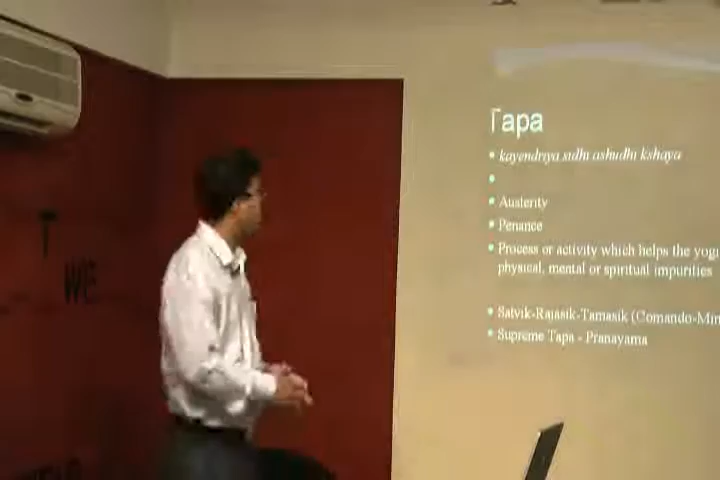 Tapa
kayendriya sidhi ashudhi kshaya
Austerity
Penance
Process or activity which helps the yogi
physical, mental or spiritual impurities
Satvik-Rajasik-Tamasik (Comando-Min
Supreme Tapa - Pranayama
T
WE